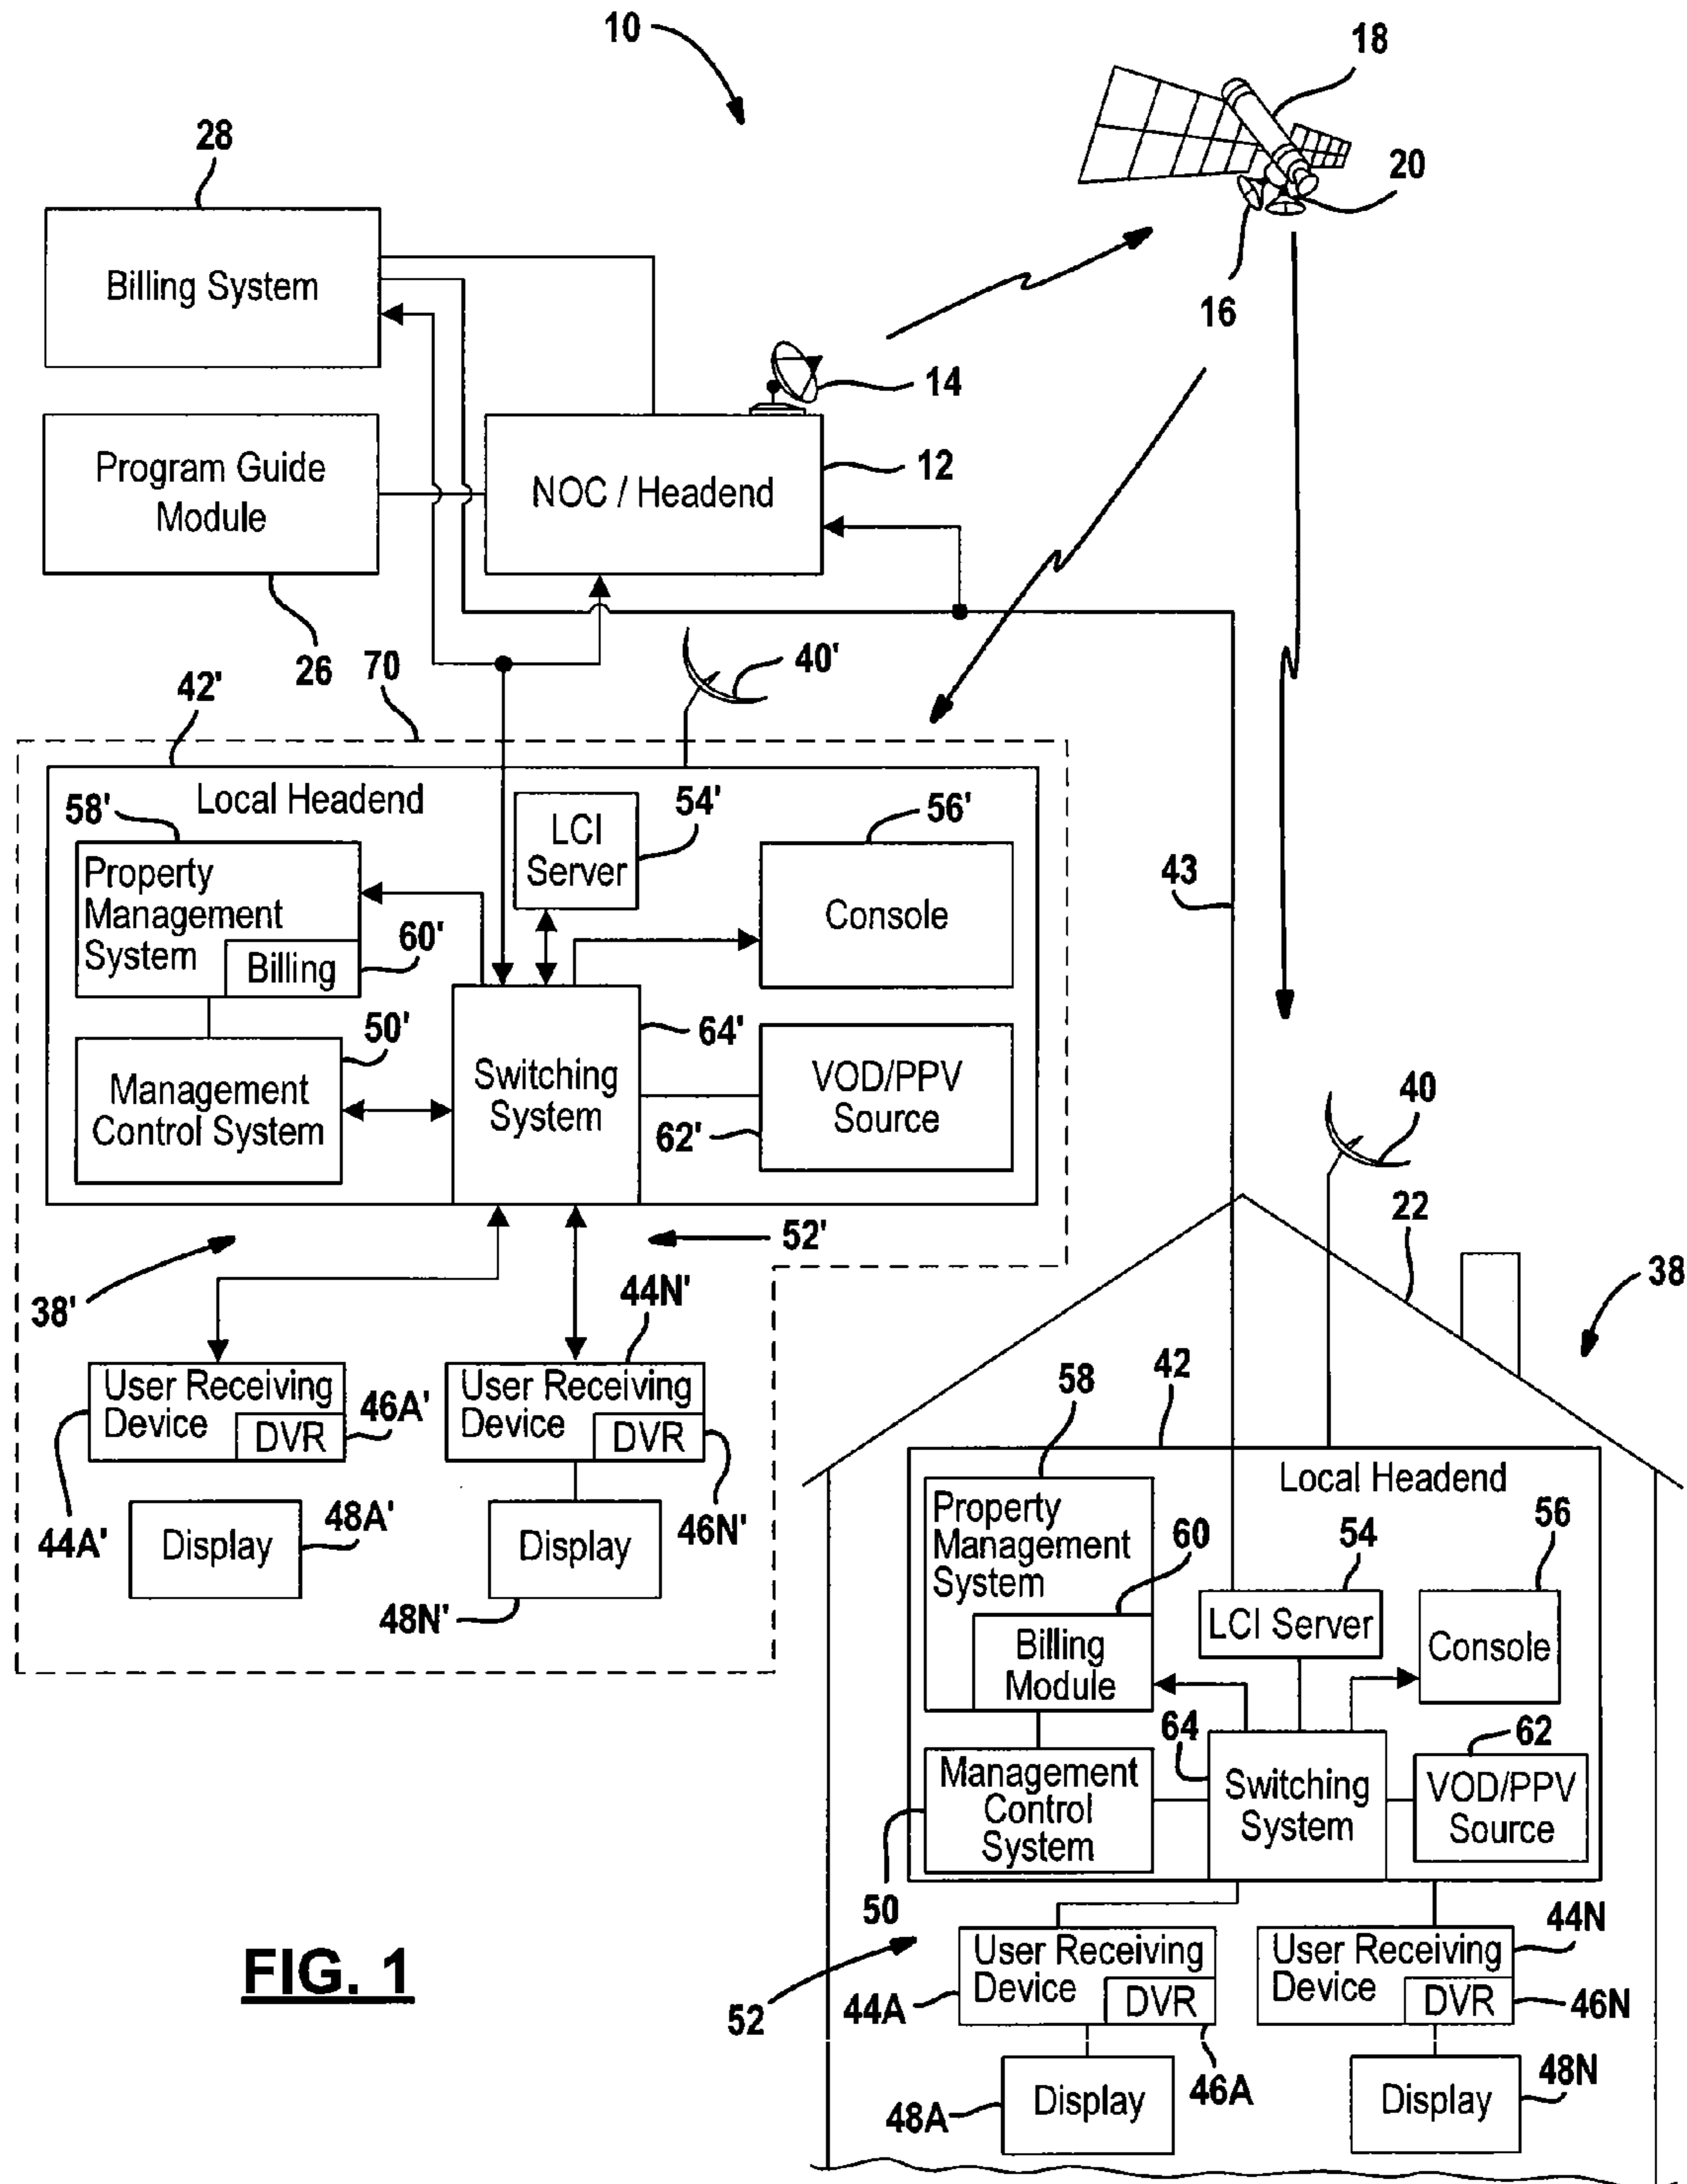 10
18
28
20
Billing System
16
14
Program Guide
Module
NOC / Headend
12
26
70
40'
42'
Local Headend
58'
54'
56'
LCI
Server
Property
Management
System
60'
Billing
Console
43
50'
64'
Management
Control System
Switching
System
VOD/PPV
Source
62'
40
22
52'
38'
38
44N'
User Receiving
Device
DVR
46A'
User Receiving
Device
DVR
44A'
48A'
46N'
Display
Display
48N'
42
58
Local Headend
Property
Management
System
60
54
56
LCI Server
Console
Billing
Module
64
62
Management
Control
System
Switching
System
VOD/PPV
Source
50
44N
User Receiving
Device
DVR
User Receiving
Device
DVR
52
44A
46N
46A
48N
48A
Display
Display
FIG. 1